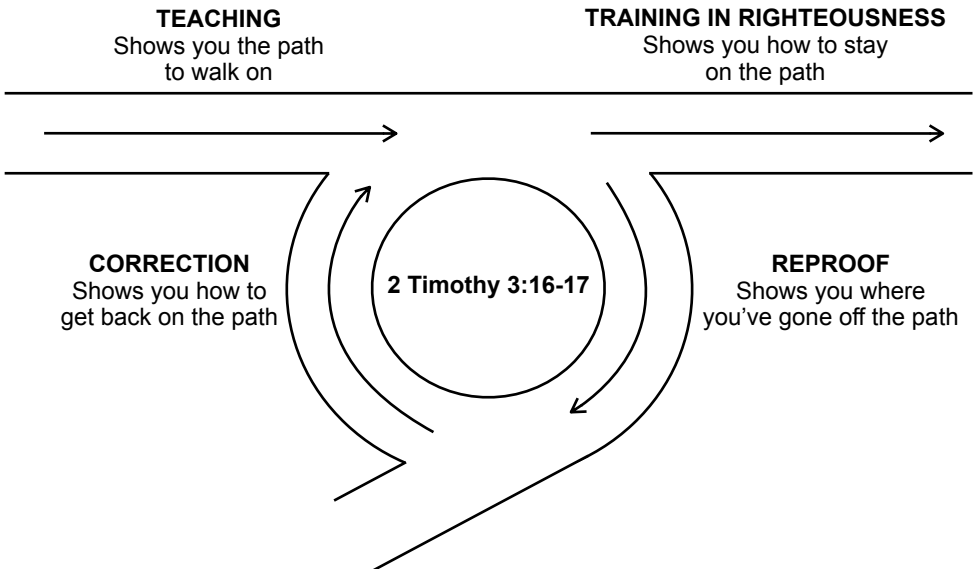 TEACHING
Shows you the path
to walk on
TRAINING IN RIGHTEOUSNESS
Shows you how to stay
on the path
CORRECTION
Shows you how to
get back on the path
2 Timothy 3:16-17
REPROOF
Shows you where
you’ve gone off the path